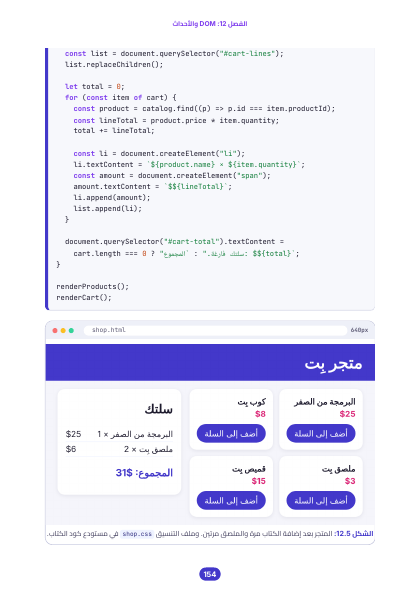 الفصل 12: DOM والأحداث
const list = document.querySelector("#cart-lines");
list.replaceChildren();
let total = 0;
for (const item of cart) {
const product = catalog.find((p) => p.id === item.productId);
const lineTotal = product.price * item.quantity;
total += lineTotal;
const li = document.createElement("li");
li.textContent = `${product.name} × ${item.quantity}`;
const amount = document.createElement("span");
amount.textContent = `$${lineTotal}`;
li.append(amount);
list.append(li);
}
document.querySelector("#cart-total").textContent =
cart.length === 0 ? "سلتك فارغة." : `المجموع: $${total}`;
}
renderProducts();
renderCart();
shop.html
640px
متجر بِت
البرمجة من الصفر
$25
أضف إلى السلة
كوب بِت
$8
أضف إلى السلة
ملصق بِت
$3
أضف إلى السلة
قميص بِت
$15
أضف إلى السلة
سلتك
البرمجة من الصفر × 1 $25
ملصق بِت × 2 $6
المجموع: $31
الشكل 12.5: المتجر بعد إضافة الكتاب مرة والملصق مرتين. وملف التنسيق shop.css في مستودع كود الكتاب.
154